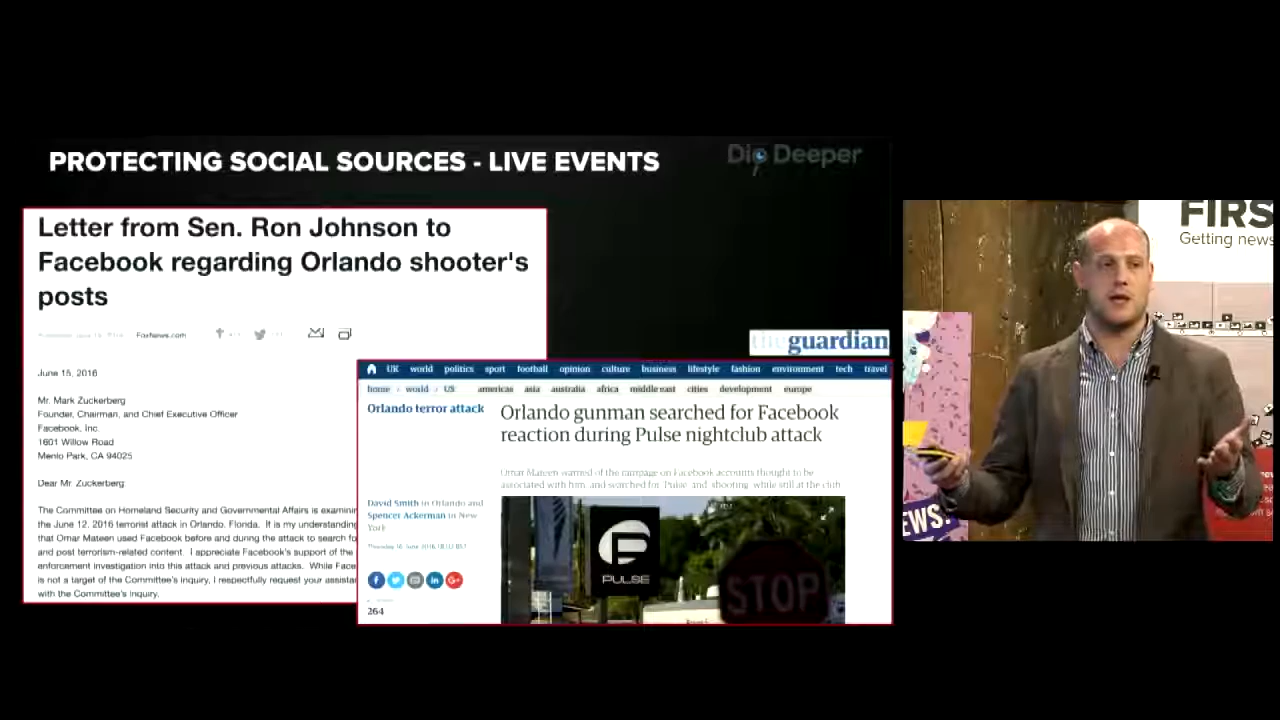 PROTECTING SOCIAL SOURCES - LIVE EVENTS
Dig Deeper
Letter from Sen. Ron Johnson to
Facebook regarding Orlando shooter's
posts
FoxNews.com
June 15, 2016
Mr. Mark Zuckerberg
Founder, Chairman, and Chief Executive Officer
Facebook, Inc.
1601 Willow Road
Menlo Park, CA 94025
Dear Mr. Zuckerberg
The Committee on Homeland Security and Governmental Affairs is examinin
the June 12, 2016 terrorist attack in Orlando, Florida. It is my understanding
that Omar Mateen used Facebook before and during the attack to search fo
and post terrorism-related content. I appreciate Facebook's support of the
enforcement investigation into this attack and previous attacks. While Face
is not a target of the Committee's inquiry, I respectfully request your assistan
with the Committee's inquiry.
theguardian
UK world politics sport football opinion culture business lifestyle fashion environment tech travel
home › world › US americas asia australia africa middle east cities development europe
Orlando terror attack
Orlando gunman searched for Facebook
reaction during Pulse nightclub attack
Omar Mateen warned of the rampage on Facebook accounts thought to be
associated with him and searched for 'Pulse' and 'shooting' while still at the club
David Smith in Orlando and
Spencer Ackerman in New
York
264
PULSE
STOP
FIRS
Getting news
EWS!